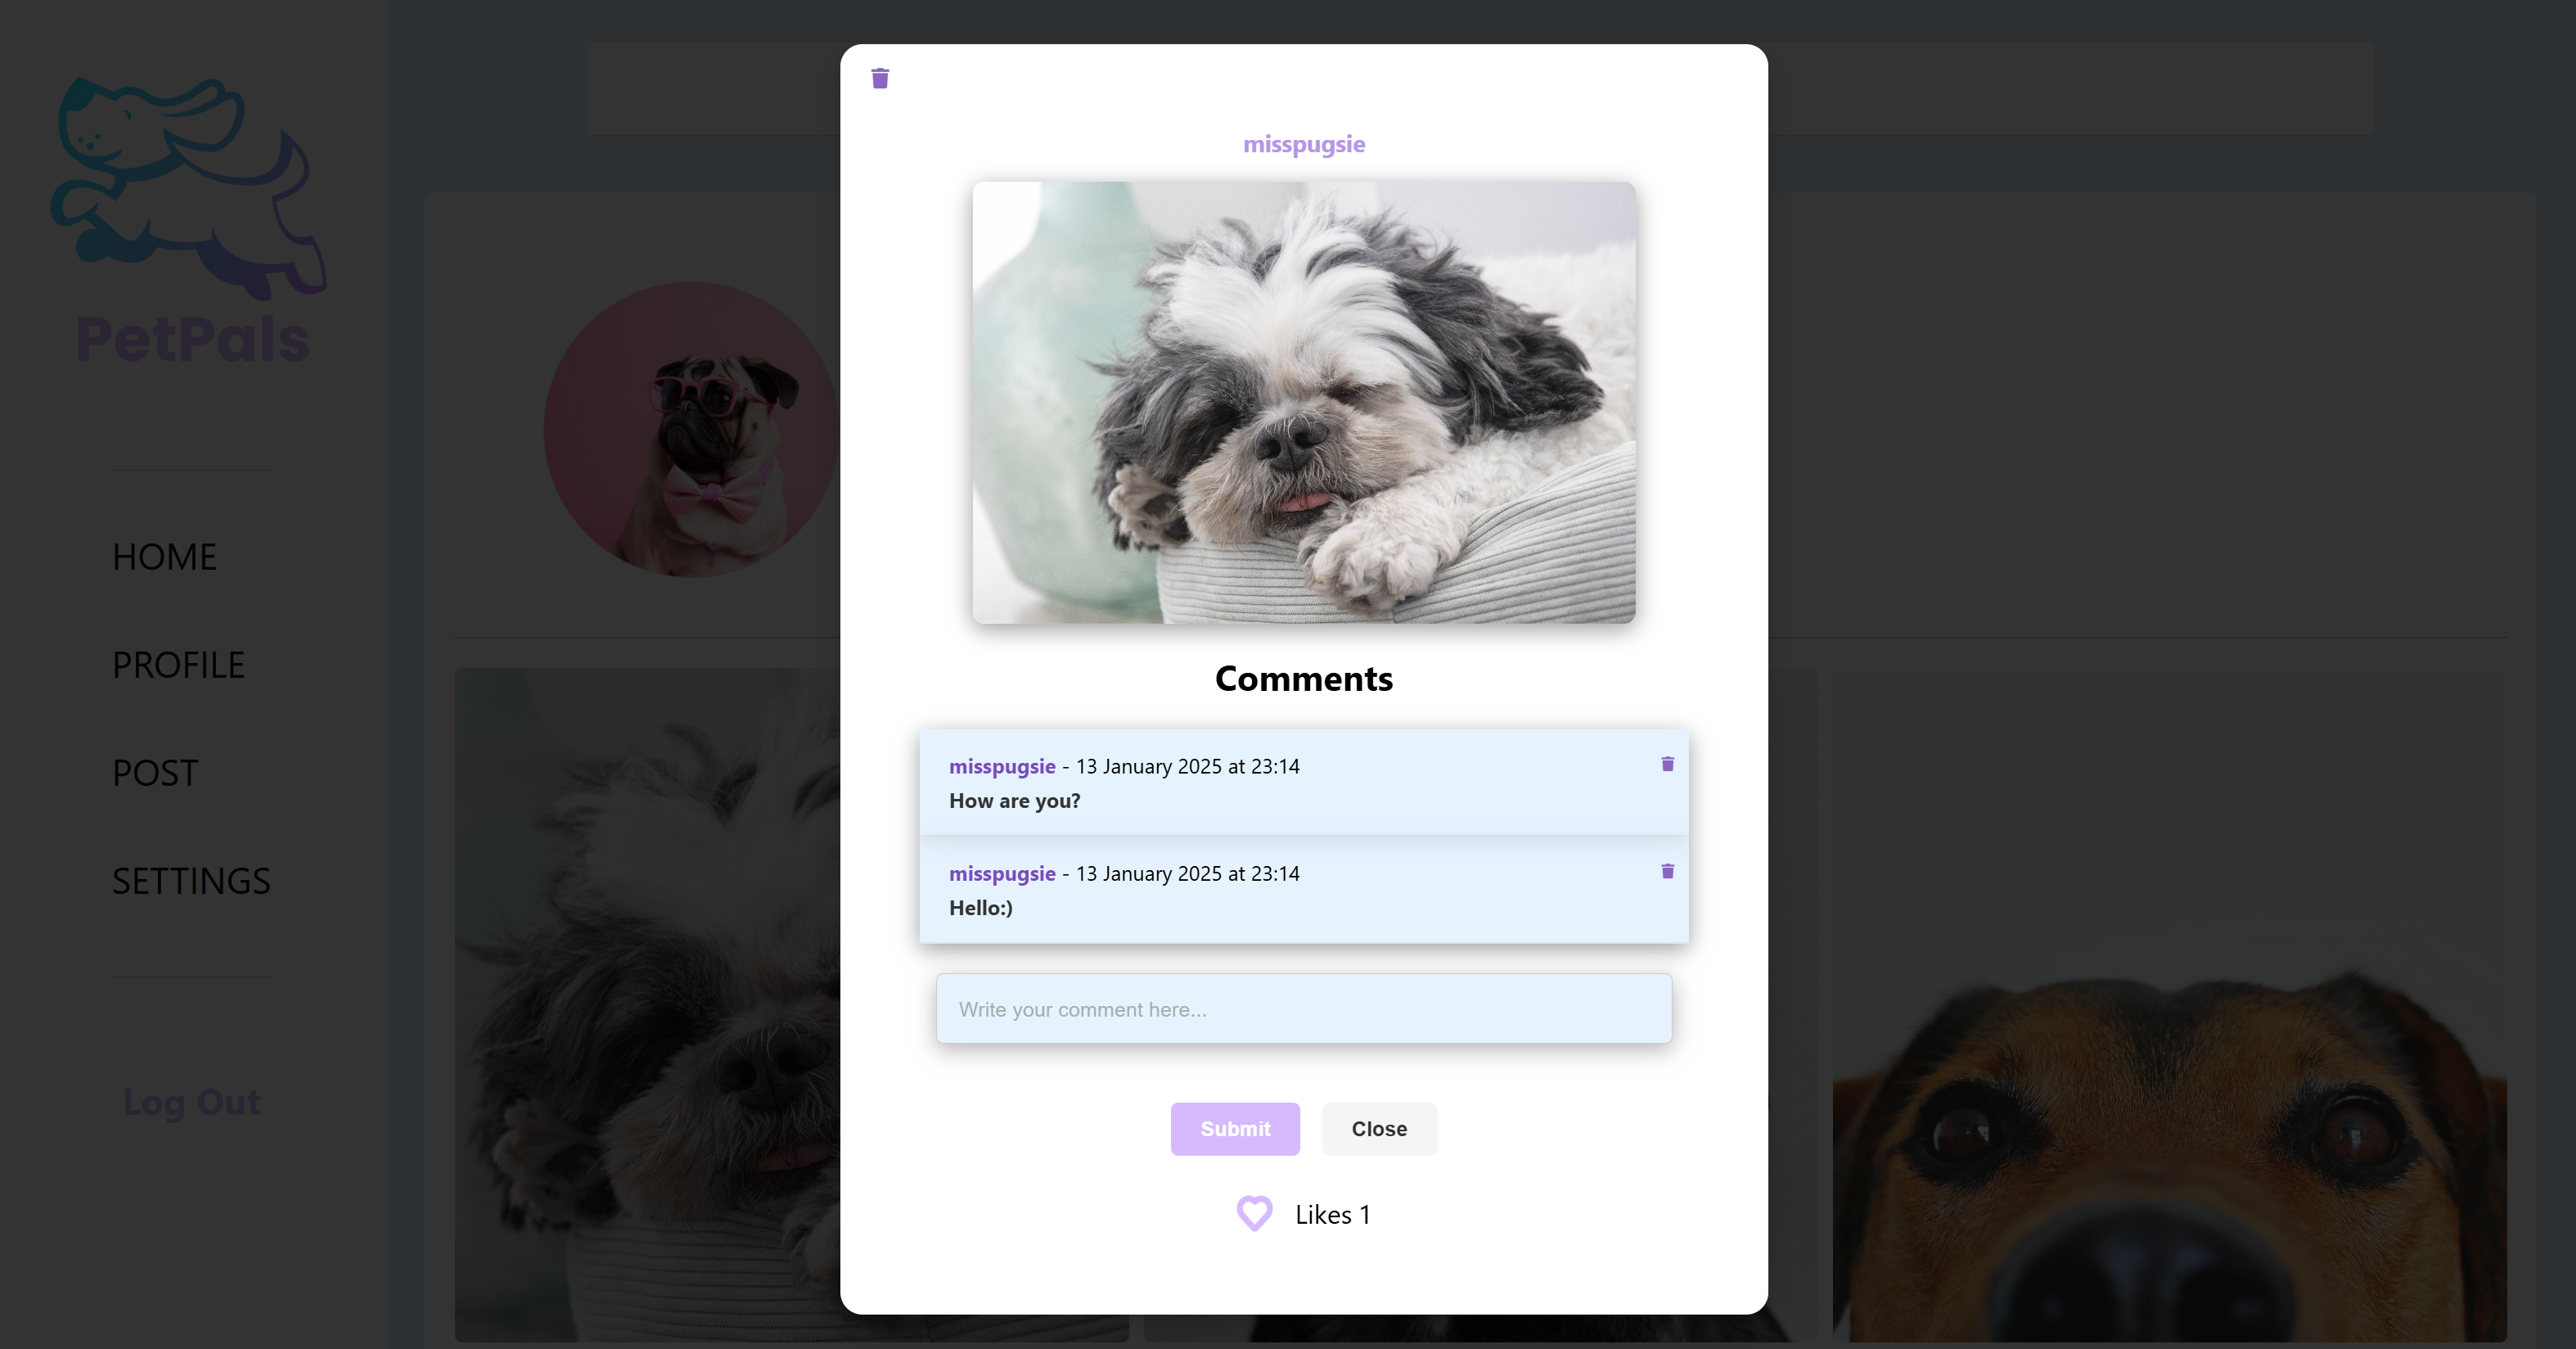 PetPals
HOME
PROFILE
POST
SETTINGS
Log Out
misspugsie
Comments
misspugsie - 13 January 2025 at 23:14
How are you?
misspugsie - 13 January 2025 at 23:14
Hello:)
Write your comment here...
Submit
Close
Likes 1